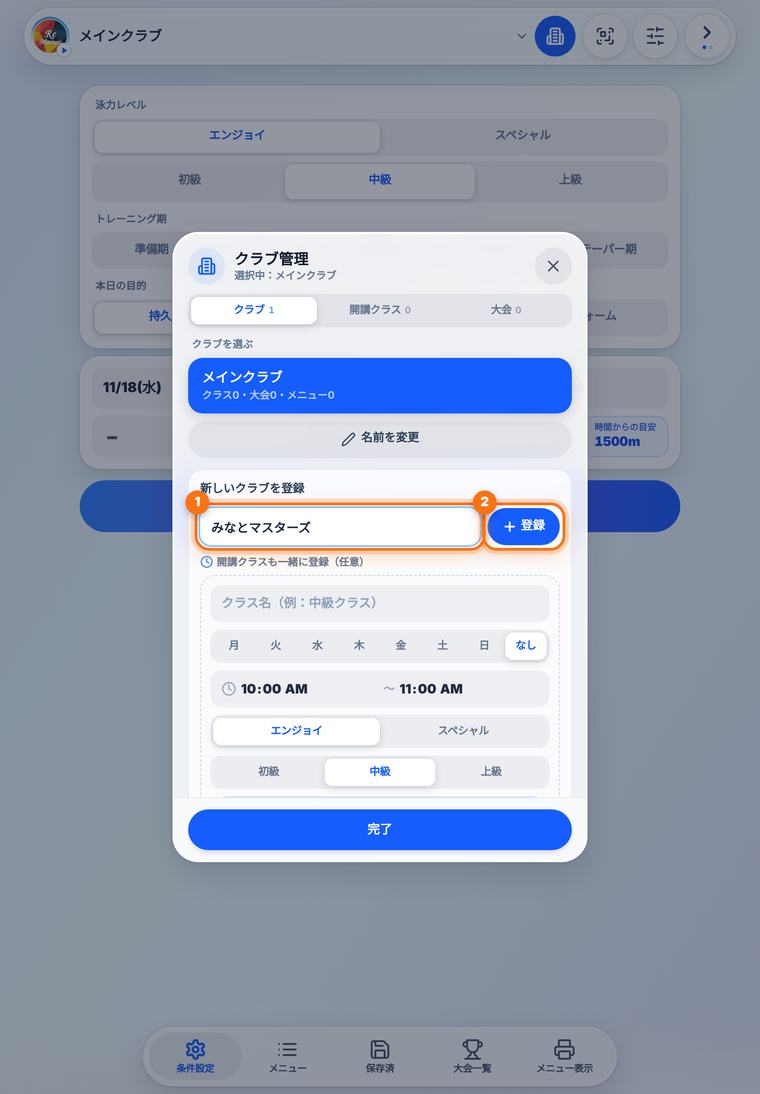 メインクラブ
泳力レベル
エンジョイ スペシャル
初級 中級 上級
トレーニング期
準備期 テーパー期
本日の目的
持久
クラブ管理
選択中：メインクラブ
クラブ 1 開講クラス 0 大会 0
クラブを選ぶ
メインクラブ
クラス0・大会0・メニュー0
名前を変更
11/18(水)
–
時間からの目安
1500m
新しいクラブを登録
1 2
みなとマスターズ + 登録
開講クラスも一緒に登録（任意）
クラス名（例：中級クラス）
月 火 水 木 金 土 日 なし
10:00 AM 〜 11:00 AM
エンジョイ スペシャル
初級 中級 上級
完了
条件設定 メニュー 保存済 大会一覧 メニュー表示